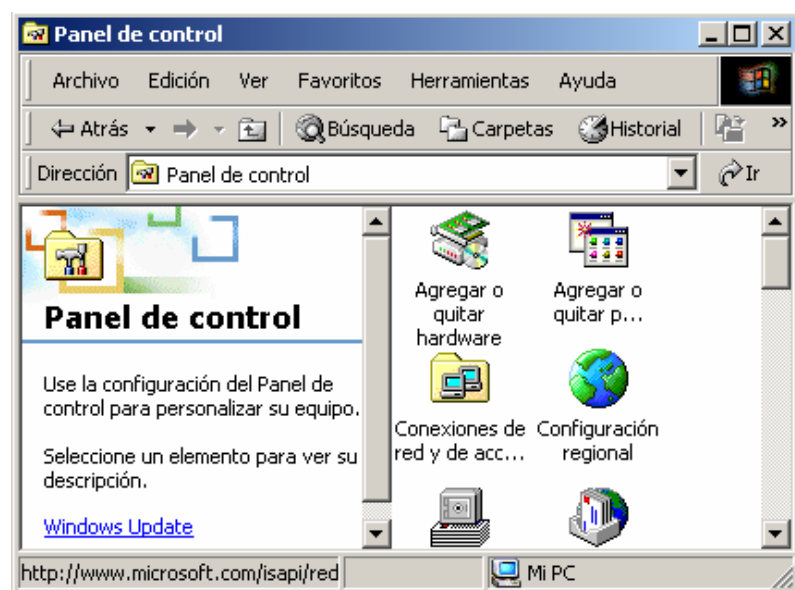 Panel de control
Archivo Edición Ver Favoritos Herramientas Ayuda
Atrás Búsqueda Carpetas Historial »
Dirección Panel de control Ir
Panel de control
Use la configuración del Panel de
control para personalizar su equipo.
Seleccione un elemento para ver su
descripción.
Windows Update
Agregar o
quitar
hardware
Agregar o
quitar p...
Conexiones de
red y de acc...
Configuración
regional
http://www.microsoft.com/isapi/red
Mi PC